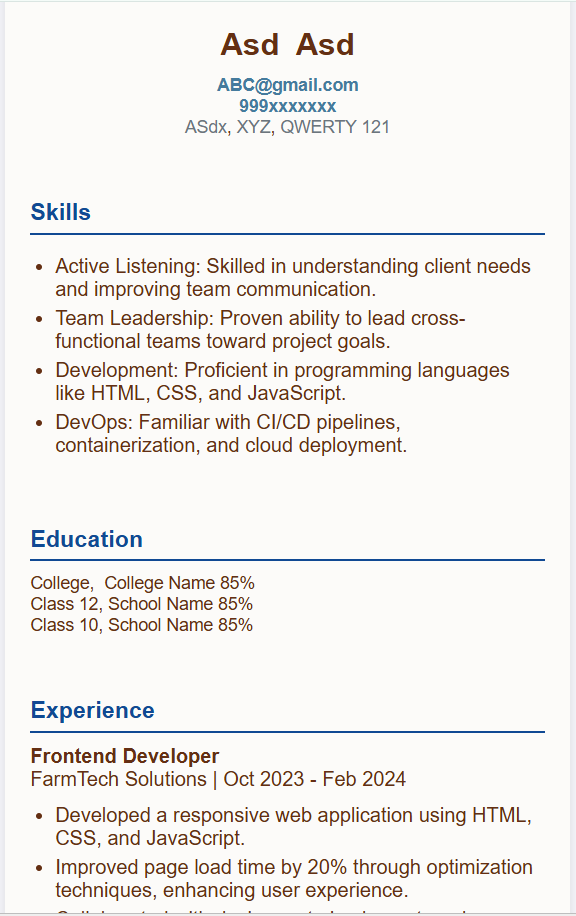 Asd  Asd
ABC@gmail.com
999xxxxxxx
ASdx, XYZ, QWERTY 121
Skills
• Active Listening: Skilled in understanding client needs
and improving team communication.
• Team Leadership: Proven ability to lead cross-
functional teams toward project goals.
• Development: Proficient in programming languages
like HTML, CSS, and JavaScript.
• DevOps: Familiar with CI/CD pipelines,
containerization, and cloud deployment.
Education
College,  College Name 85%
Class 12, School Name 85%
Class 10, School Name 85%
Experience
Frontend Developer
FarmTech Solutions | Oct 2023 - Feb 2024
• Developed a responsive web application using HTML,
CSS, and JavaScript.
• Improved page load time by 20% through optimization
techniques, enhancing user experience.